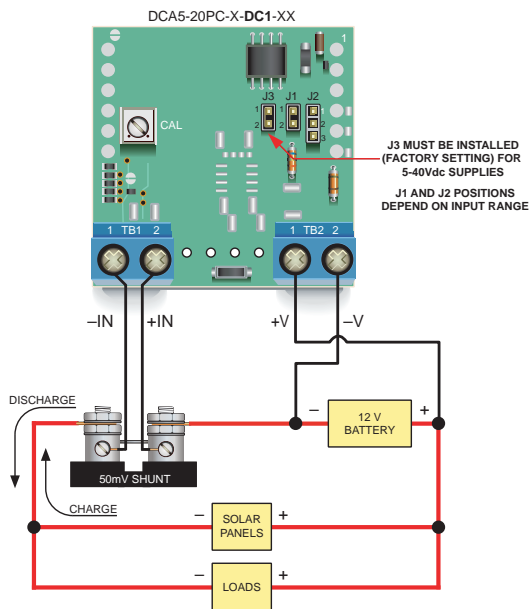 DCA5-20PC-X-DC1-XX
1
J3 J1 J2
1 1 1
2 2 2
3
CAL
J3 MUST BE INSTALLED
(FACTORY SETTING) FOR
5-40Vdc SUPPLIES
J1 AND J2 POSITIONS
DEPEND ON INPUT RANGE
1 TB1 2
1 TB2 2
–IN +IN +V –V
DISCHARGE
– 12 V BATTERY +
50mV SHUNT
CHARGE
– SOLAR PANELS +
– LOADS +